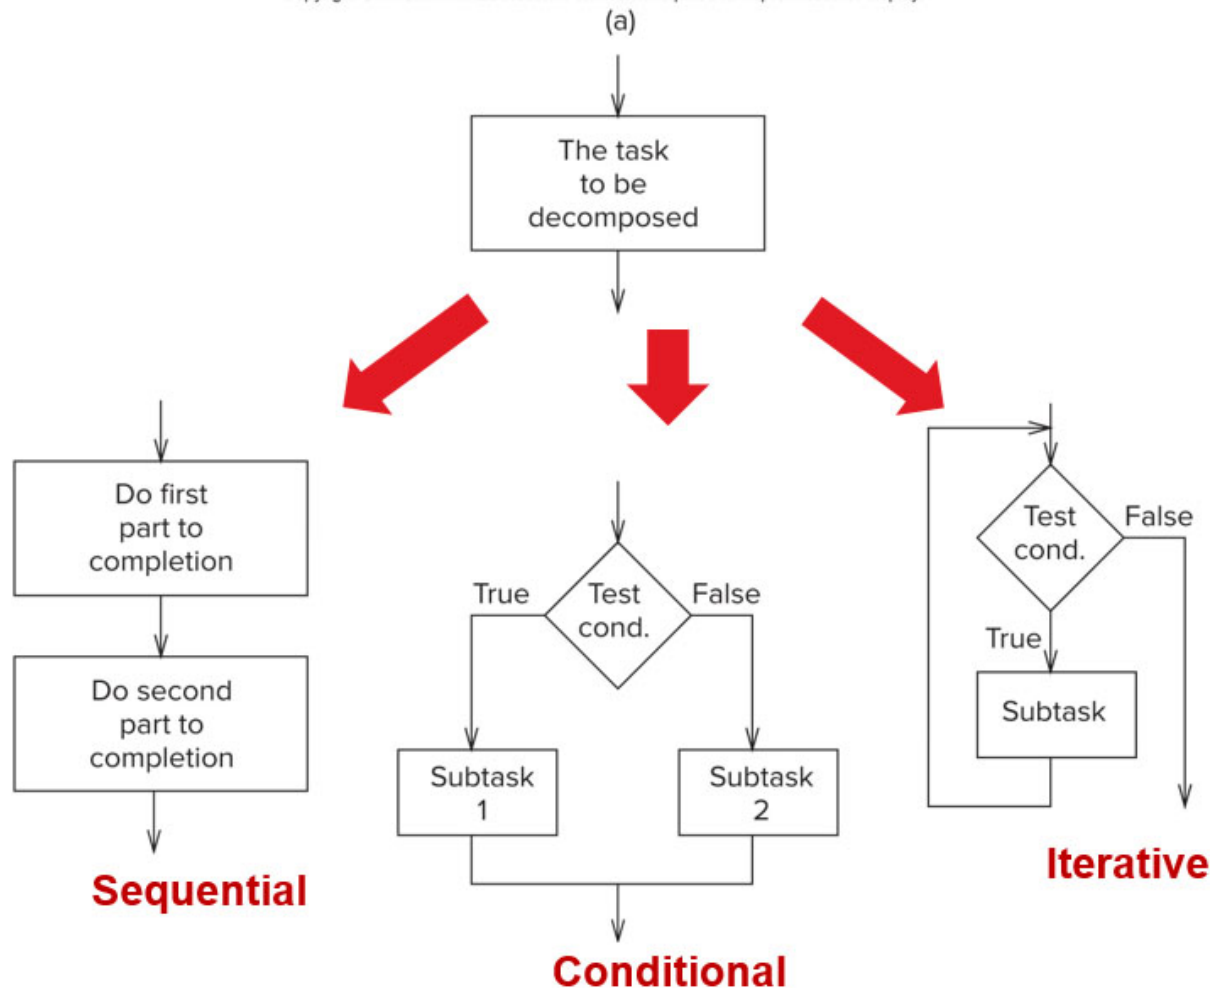 (a)
The task
to be
decomposed
Do first
part to
completion
Do second
part to
completion
Sequential
True
Test
cond.
False
Subtask
1
Subtask
2
Conditional
Test
cond.
False
True
Subtask
Iterative